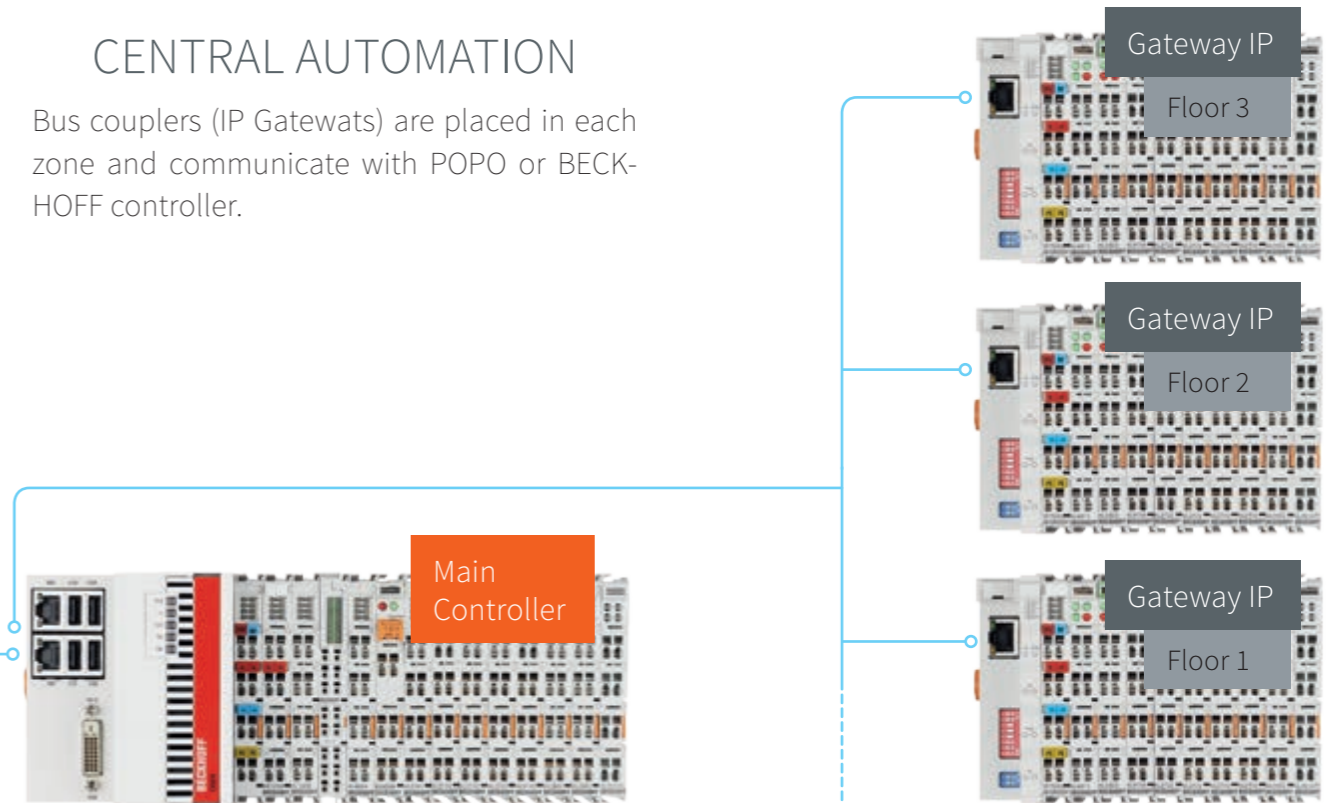 CENTRAL AUTOMATION
Bus couplers (IP Gatewats) are placed in each
zone and communicate with POPO or BECK-
HOFF controller.
Gateway IP
Floor 3
Gateway IP
Floor 2
Main
Controller
Gateway IP
Floor 1
BECKHOFF